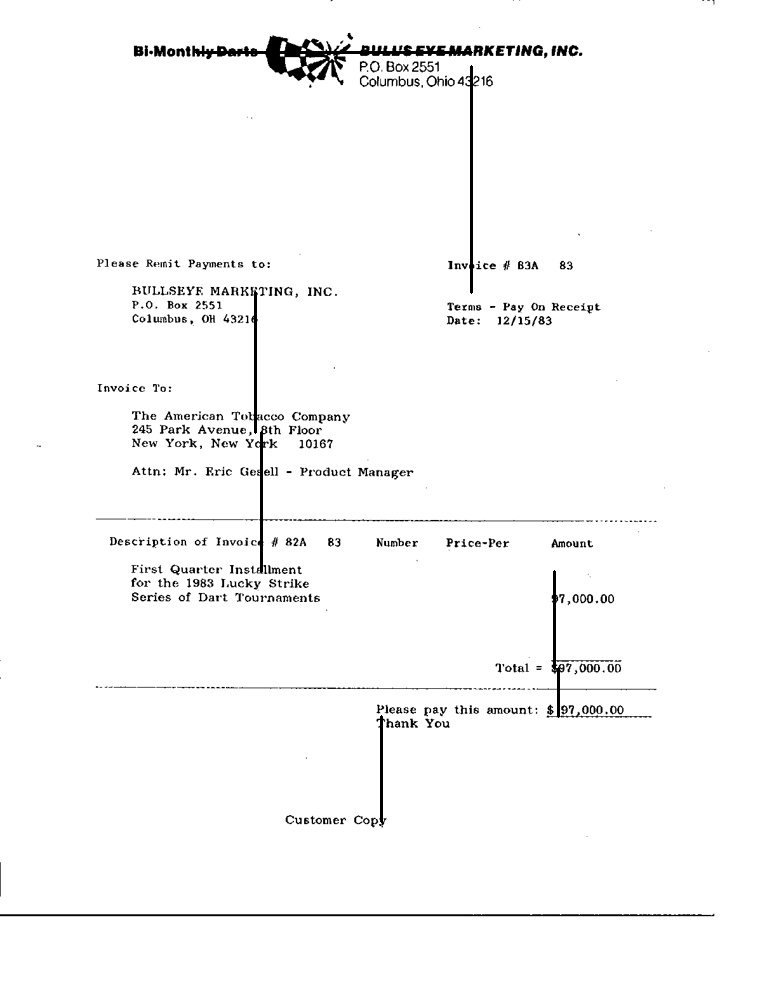 Bi-Monthly Darts
BULL'S EYE MARKETING, INC.
P.O. Box 2551
Columbus, Ohio 43216
Please Remit Payments to:
Invoice # 83A 83
BULLSEYE MARKETING, INC.
P.O. Box 2551
Columbus, OH 43216
Terms - Pay On Receipt
Date: 12/15/83
Invoice To:
The American Tobacco Company
245 Park Avenue, 8th Floor
New York, New York 10167
Attn: Mr. Eric Gesell - Product Manager
Description of Invoice # 82A 83 Number Price-Per Amount
First Quarter Installment
for the 1983 Lucky Strike
Series of Dart Tournaments 97,000.00
Total = $97,000.00
Please pay this amount: $ 97,000.00
Thank You
Customer Copy